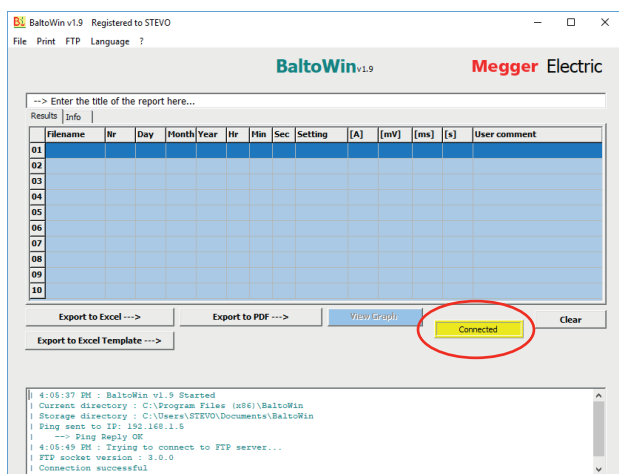 BaltoWin v1.9 Registered to STEVO
File Print FTP Language ?
BaltoWin v1.9 Megger Electric
--> Enter the title of the report here...
Results Info
Filename Nr Day Month Year Hr Min Sec Setting [A] [mV] [ms] [s] User comment
01
02
03
04
05
06
07
08
09
10
Export to Excel ---> Export to PDF ---> View Graph Connected Clear
Export to Excel Template --->
| 4:05:37 PM : BaltoWin v1.9 Started
| Current directory : C:\Program Files (x86)\BaltoWin
| Storage directory : C:\Users\STEVO\Documents\BaltoWin
| Ping sent to IP: 192.168.1.5
| --> Ping Reply OK
| 4:05:49 PM : Trying to connect to FTP server...
| FTP socket version : 3.0.0
| Connection successful